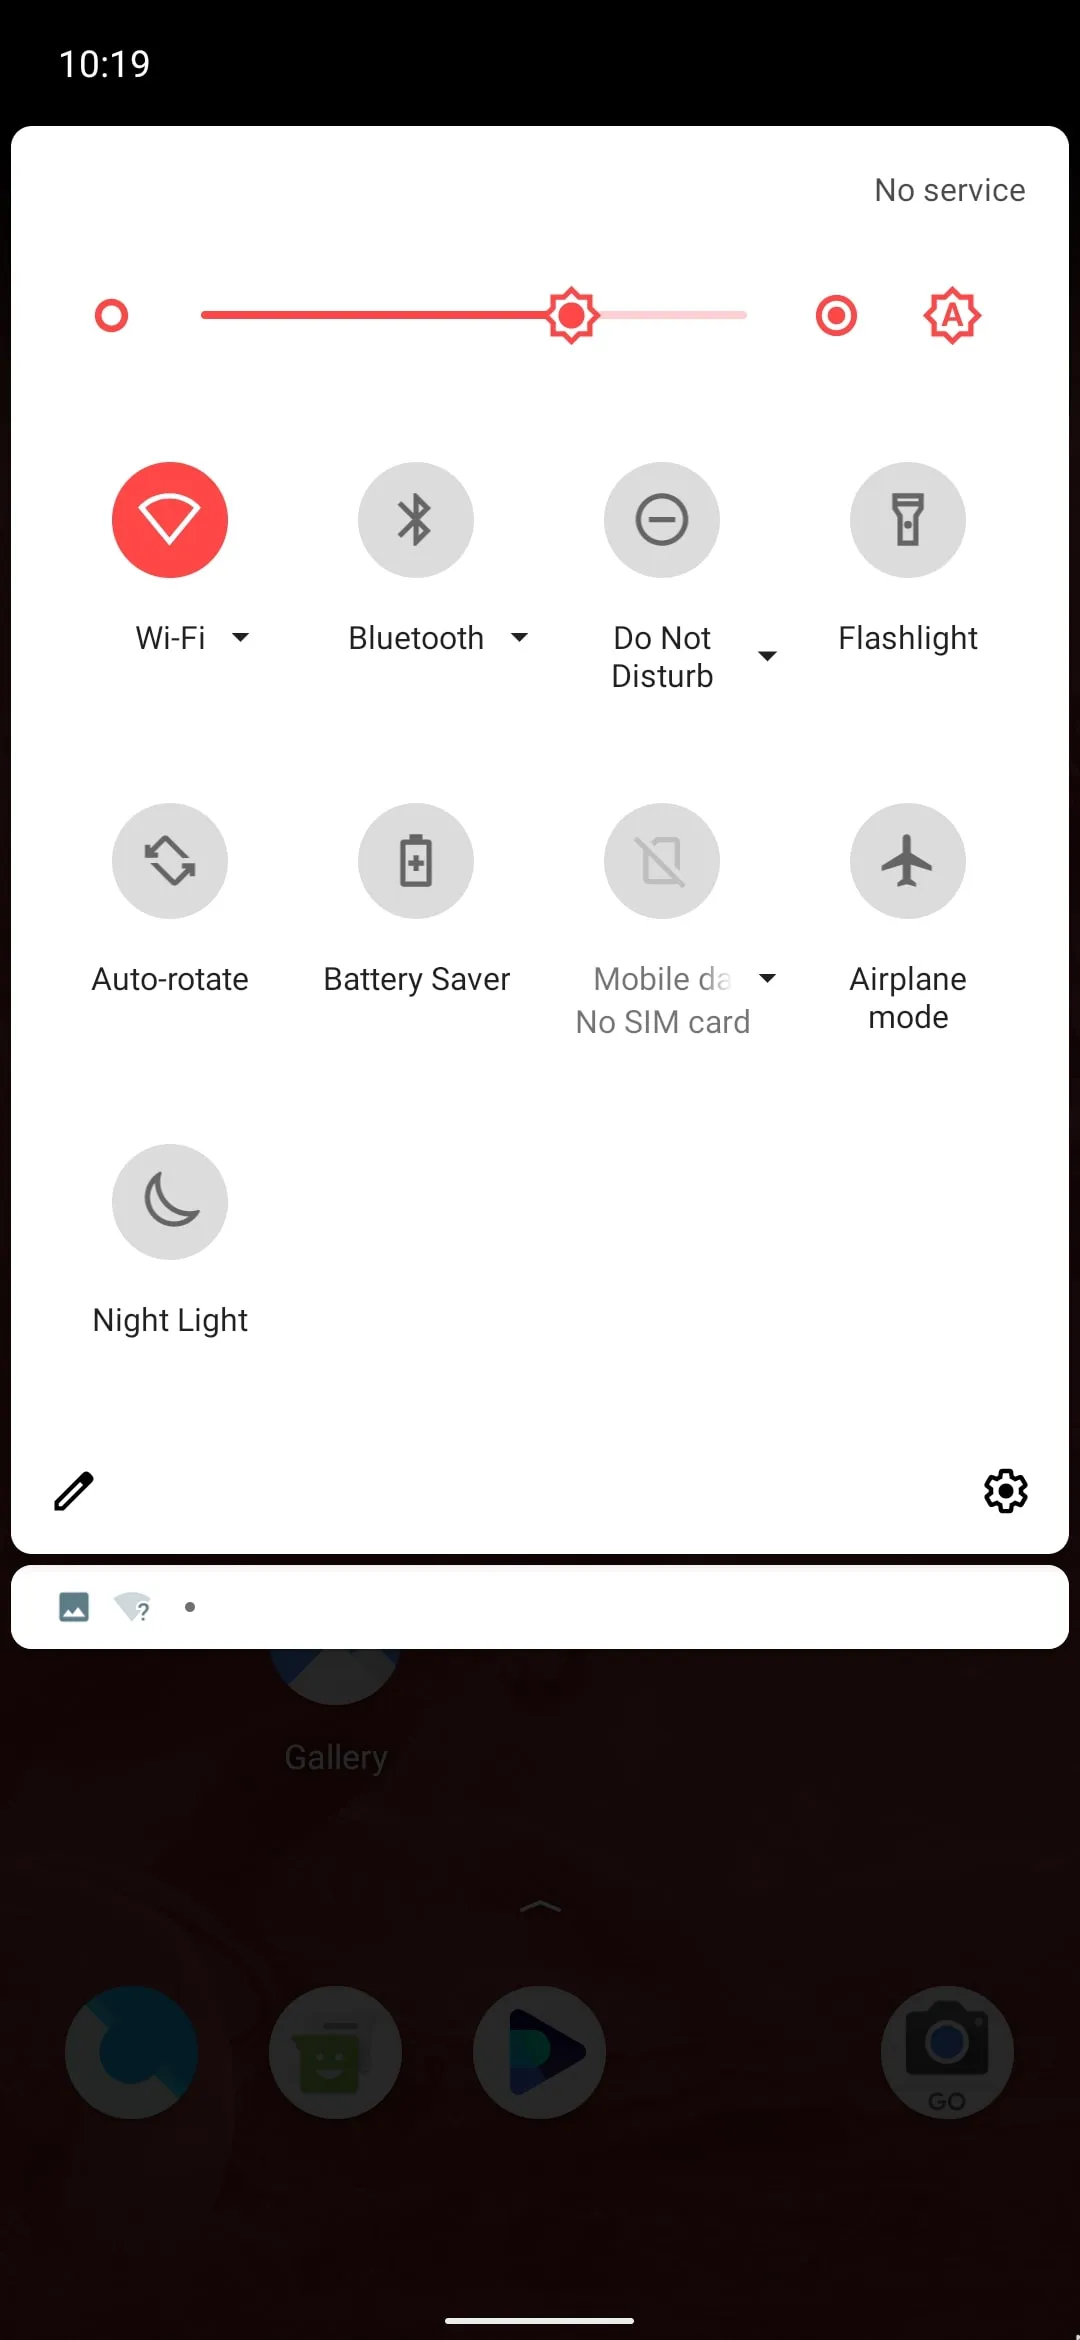 10:19
No service
A
Wi-Fi
Bluetooth
Do Not
Disturb
Flashlight
Auto-rotate
Battery Saver
Mobile da
No SIM card
Airplane
mode
Night Light
?
Gallery
GO